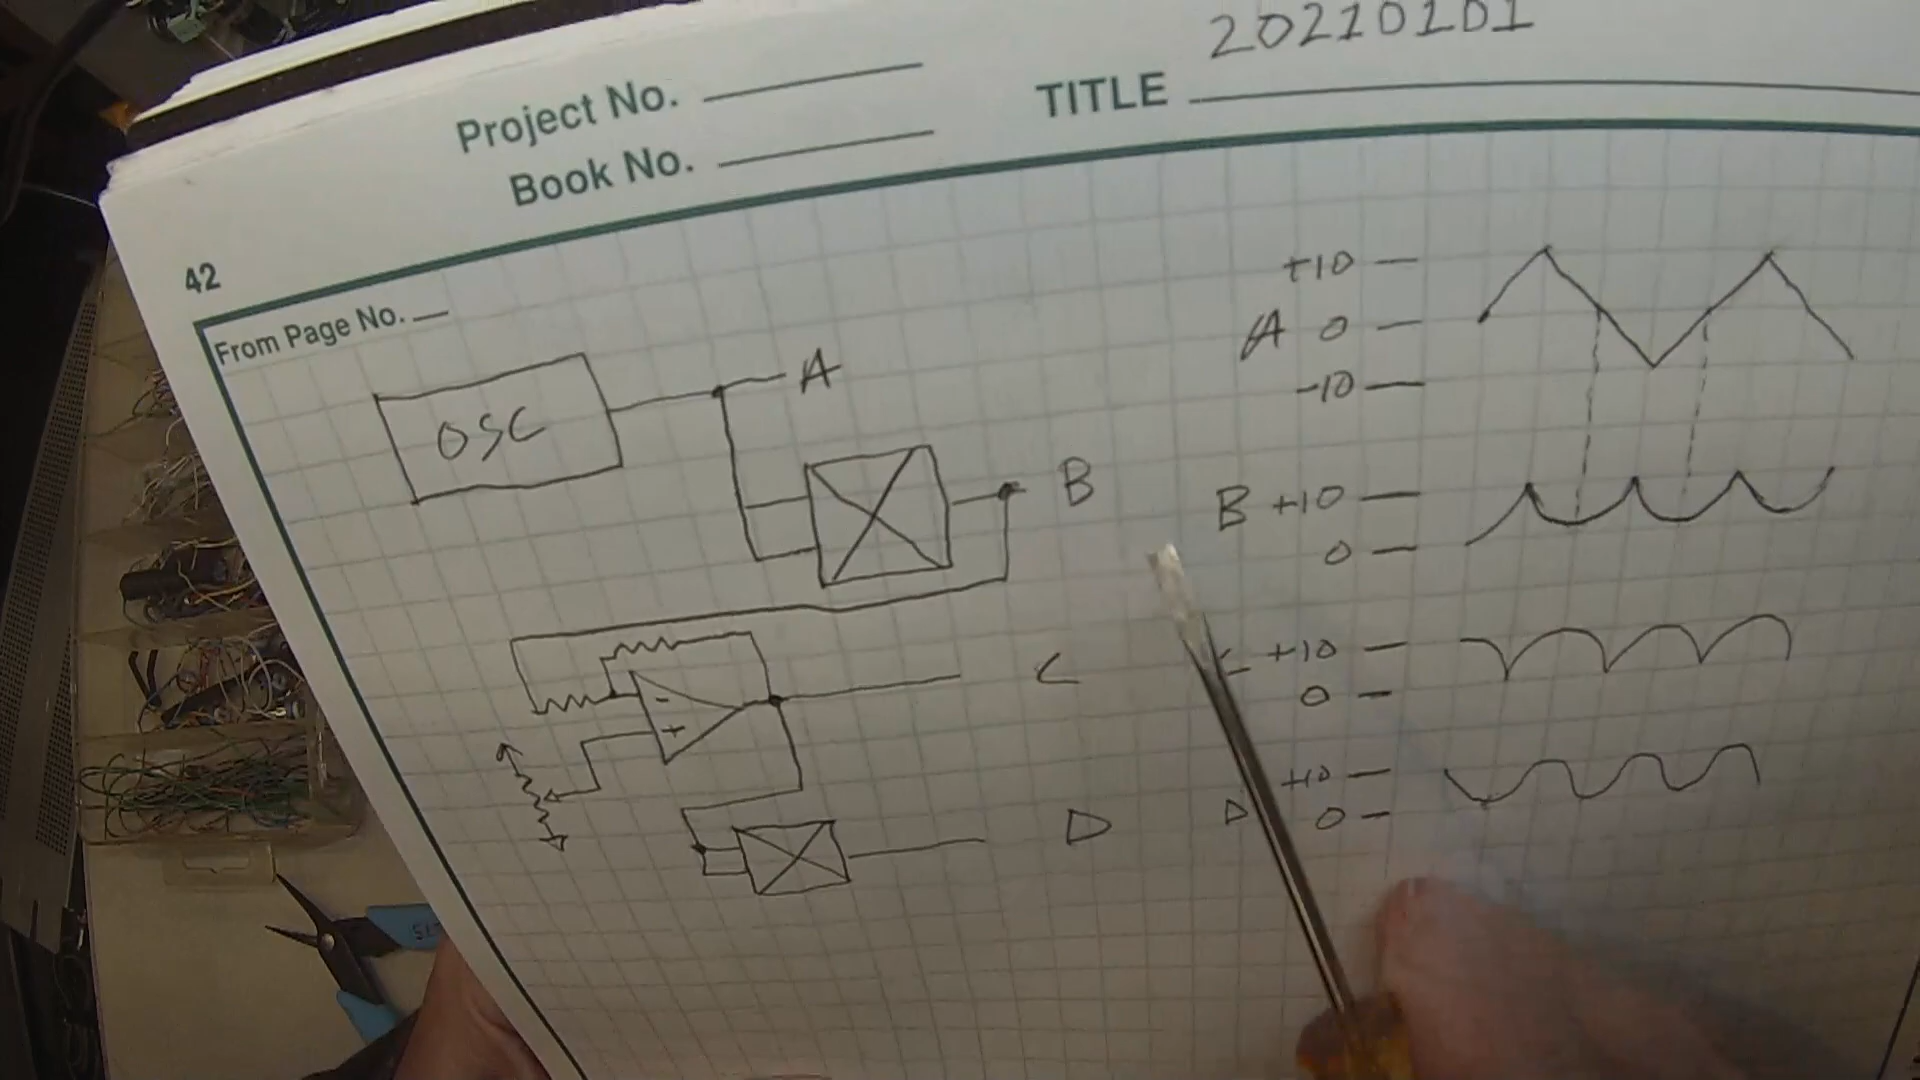 20210101
Project No.
TITLE
Book No.
42
From Page No.
OSC
A
B
-
+
C
D
+10
A 0
-10
B +10
0
C +10
0
D +10
0